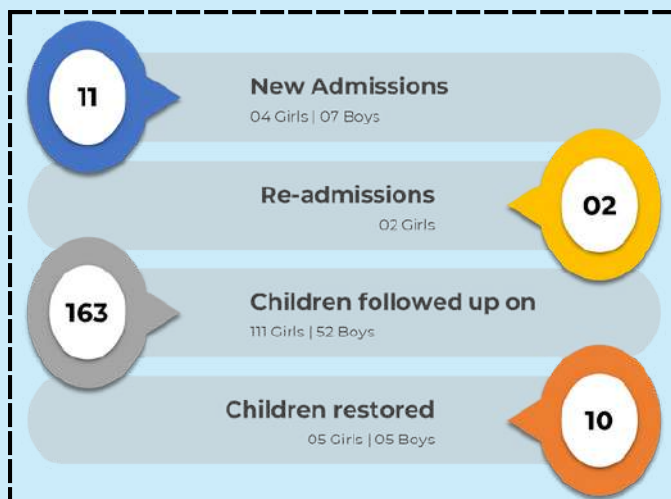 11
New Admissions
04 Girls | 07 Boys
Re-admissions
02 Girls
02
163
Children followed up on
111 Girls | 52 Boys
Children restored
05 Girls | 05 Boys
10